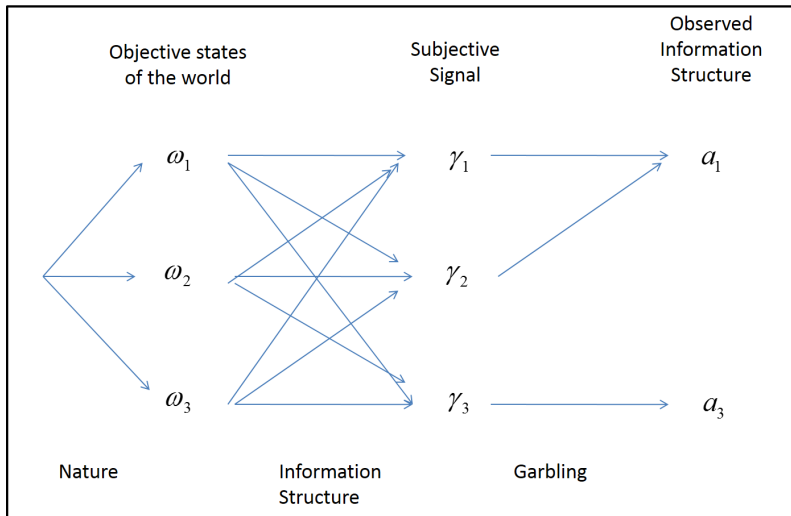 Objective states
of the world
Subjective
Signal
Observed
Information
Structure
ω₁
γ₁
a₁
ω₂
γ₂
ω₃
γ₃
a₃
Nature
Information
Structure
Garbling